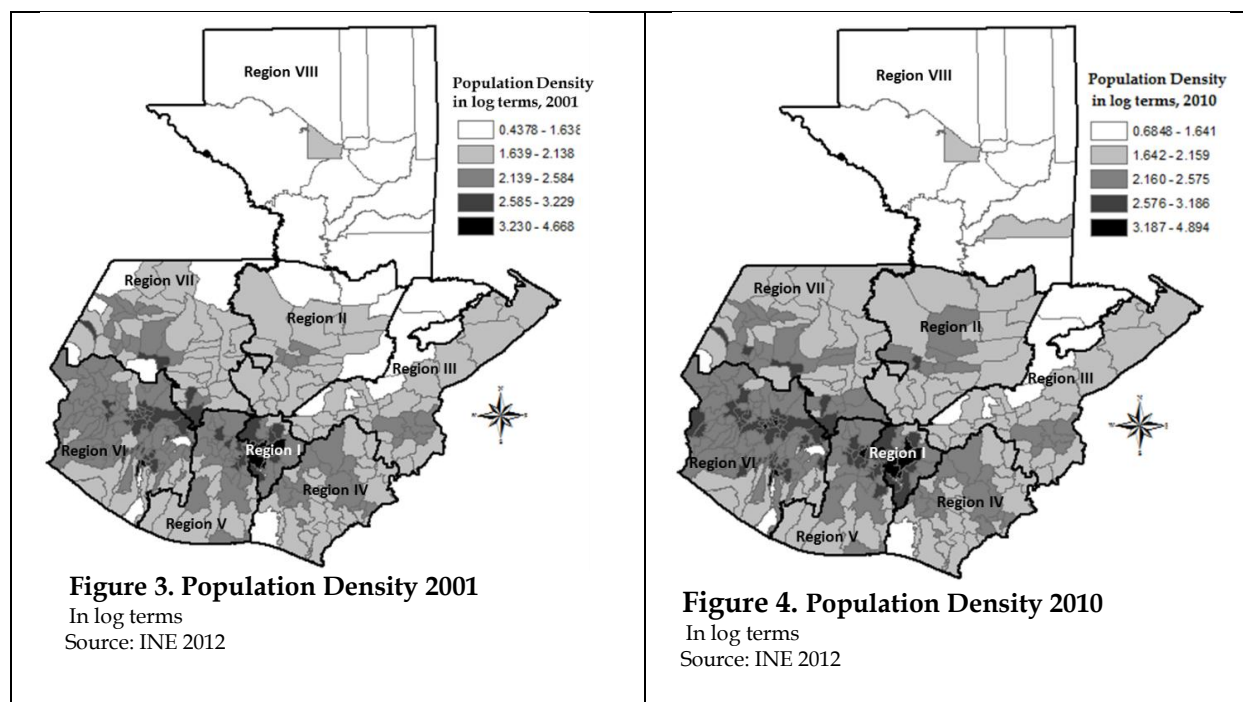 Region VIII
Population Density
in log terms, 2001
0.4378 - 1.638
1.639 - 2.138
2.139 - 2.584
2.585 - 3.229
3.230 - 4.668
Region VII
Region II
Region III
Region I
Region VI
Region IV
Region V
Figure 3. Population Density 2001
In log terms
Source: INE 2012
Region VIII
Population Density
in log terms, 2010
0.6848 - 1.641
1.642 - 2.159
2.160 - 2.575
2.576 - 3.186
3.187 - 4.894
Region VII
Region II
Region III
Region I
Region VI
Region IV
Region V
Figure 4. Population Density 2010
In log terms
Source: INE 2012